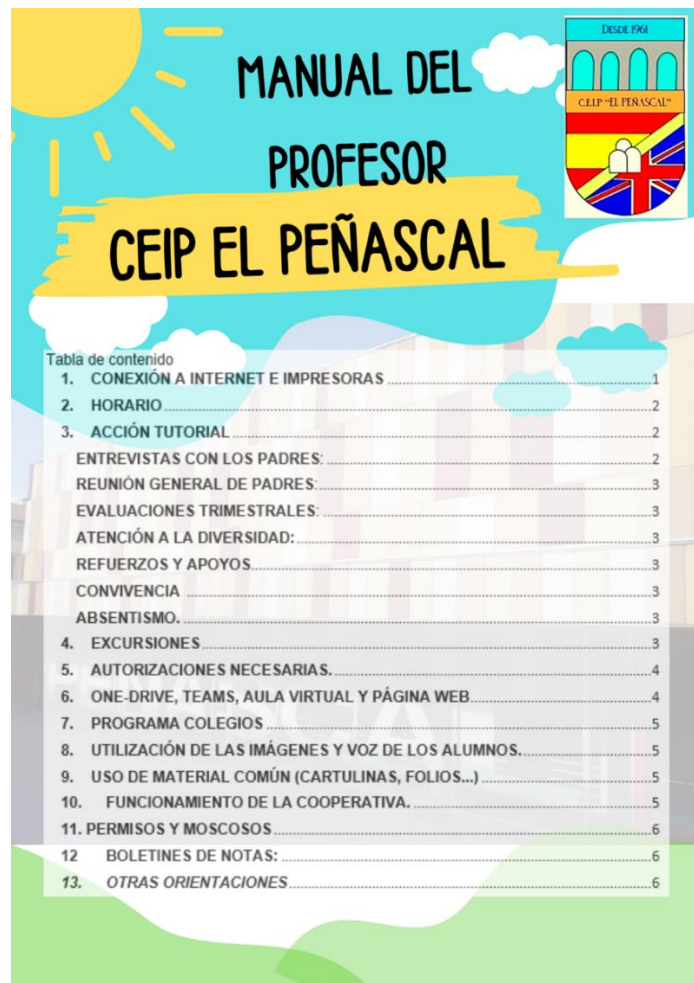 MANUAL DEL
PROFESOR
CEIP EL PEÑASCAL
DESDE 1961
C.E.I.P "EL PEÑASCAL"
Tabla de contenido
1. CONEXIÓN A INTERNET E IMPRESORAS 1
2. HORARIO 2
3. ACCIÓN TUTORIAL 2
ENTREVISTAS CON LOS PADRES: 2
REUNIÓN GENERAL DE PADRES: 3
EVALUACIONES TRIMESTRALES: 3
ATENCIÓN A LA DIVERSIDAD: 3
REFUERZOS Y APOYOS 3
CONVIVENCIA 3
ABSENTISMO. 3
4. EXCURSIONES 3
5. AUTORIZACIONES NECESARIAS. 4
6. ONE-DRIVE, TEAMS, AULA VIRTUAL Y PÁGINA WEB 4
7. PROGRAMA COLEGIOS 5
8. UTILIZACIÓN DE LAS IMÁGENES Y VOZ DE LOS ALUMNOS. 5
9. USO DE MATERIAL COMÚN (CARTULINAS, FOLIOS...) 5
10. FUNCIONAMIENTO DE LA COOPERATIVA. 5
11. PERMISOS Y MOSCOSOS 6
12 BOLETINES DE NOTAS: 6
13. OTRAS ORIENTACIONES 6